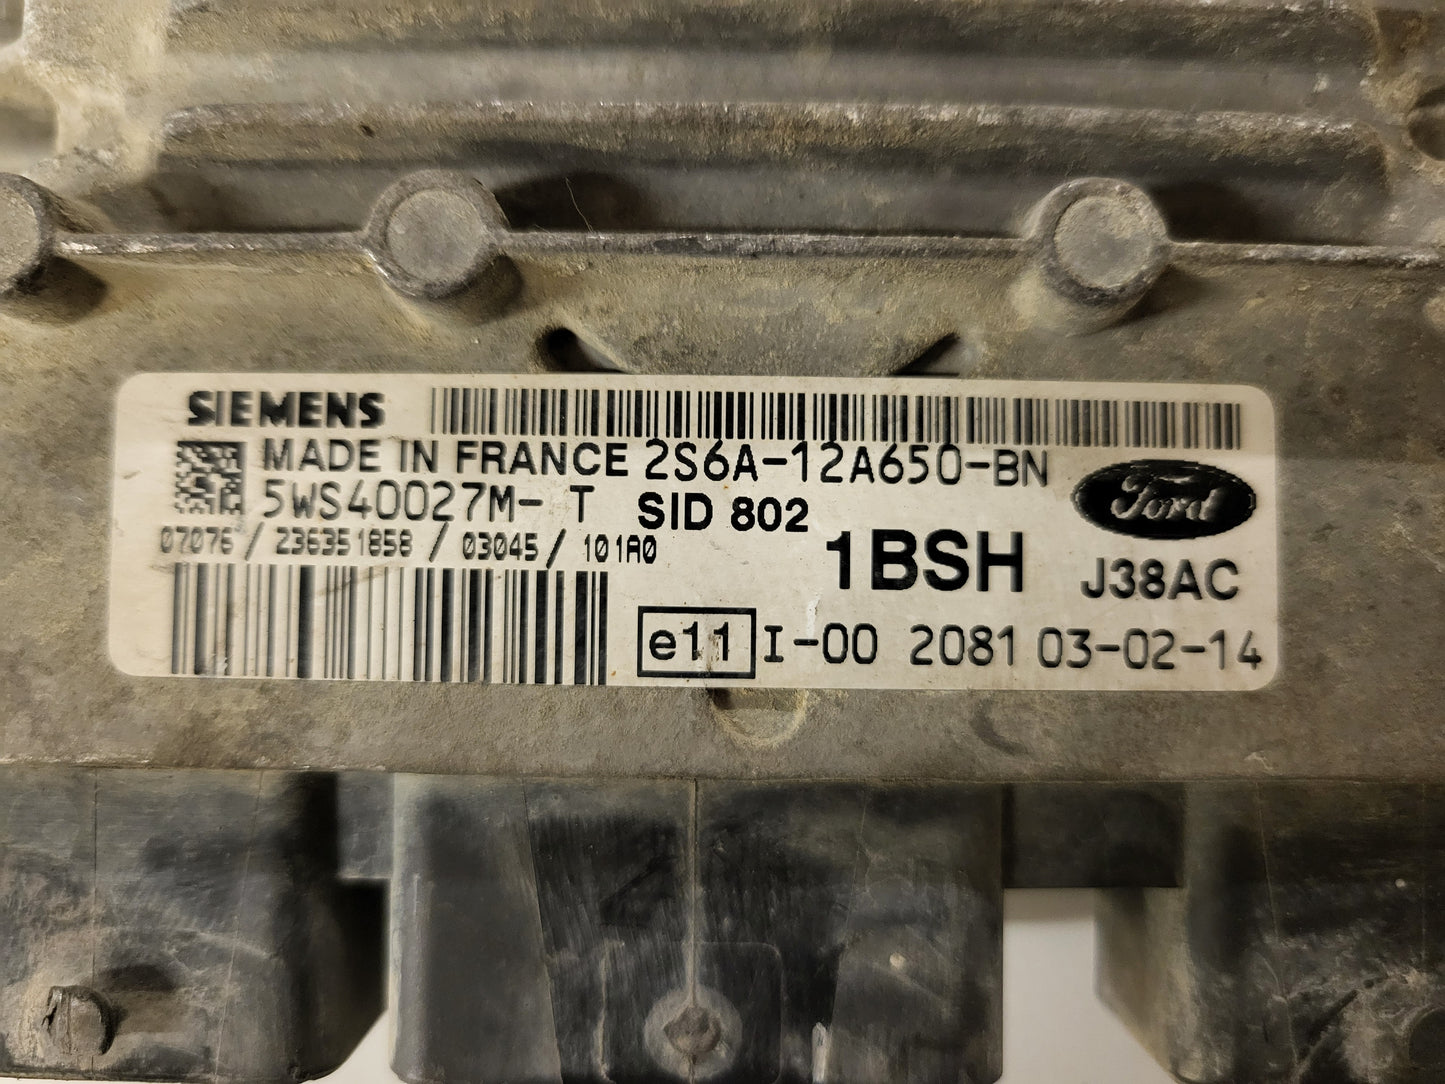 SIEMENS
MADE IN FRANCE 2S6A-12A650-BN
5WS40027M- T SID 802
Ford
07076 / 236351858 / 03045 / 101A0
1BSH J38AC
e11 I-00 2081 03-02-14